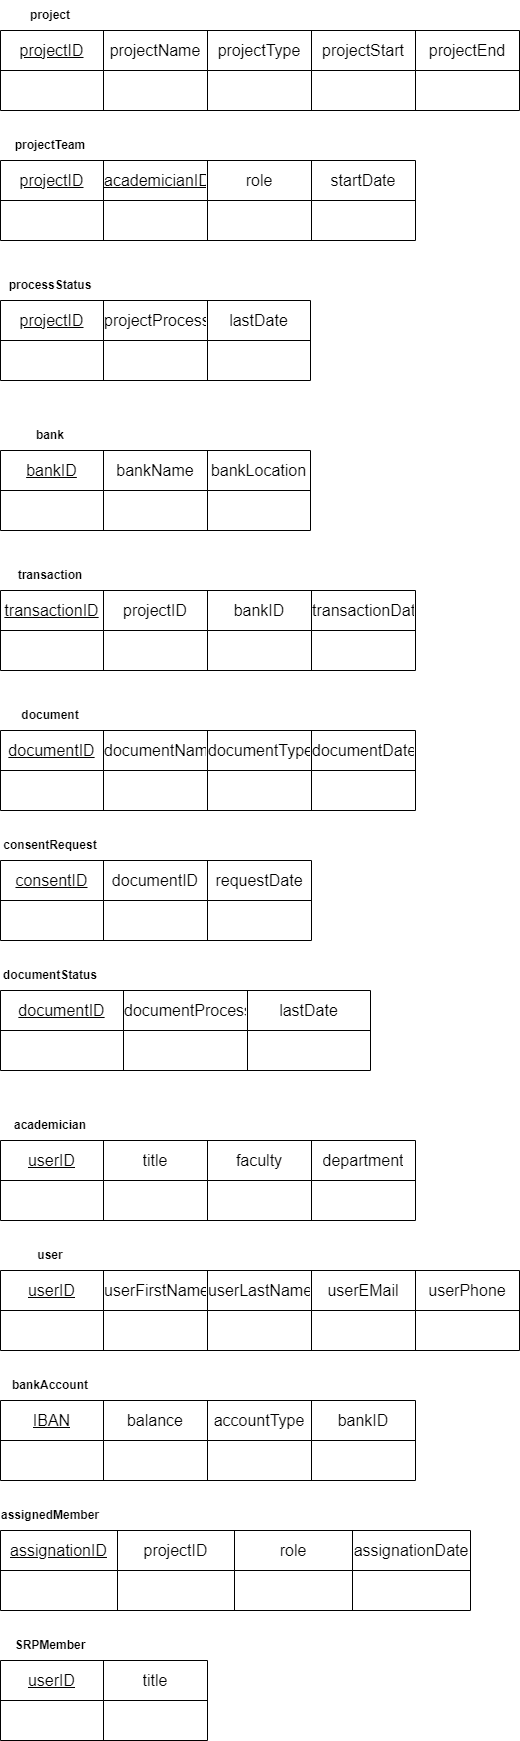 project
projectID projectName projectType projectStart projectEnd
projectTeam
projectID academicianID role startDate
processStatus
projectID projectProcess lastDate
bank
bankID bankName bankLocation
transaction
transactionID projectID bankID transactionDat
document
documentID documentNam documentType documentDate
consentRequest
consentID documentID requestDate
documentStatus
documentID documentProces lastDate
academician
userID title faculty department
user
userID userFirstName userLastName userEMail userPhone
bankAccount
IBAN balance accountType bankID
assignedMember
assignationID projectID role assignationDate
SRPMember
userID title